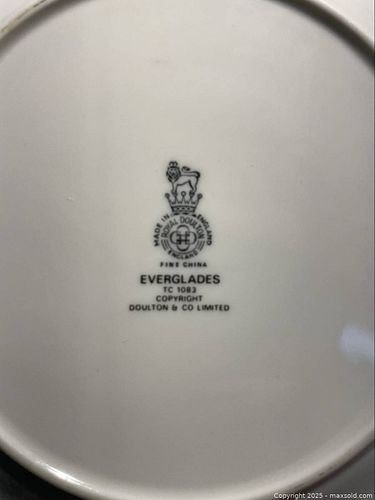 MADE IN ENGLAND
ROYAL DOULTON
ENGLAND
FINE CHINA
EVERGLADES
TC 1083
COPYRIGHT
DOULTON & CO LIMITED
Copyright 2025 - maxsold.com